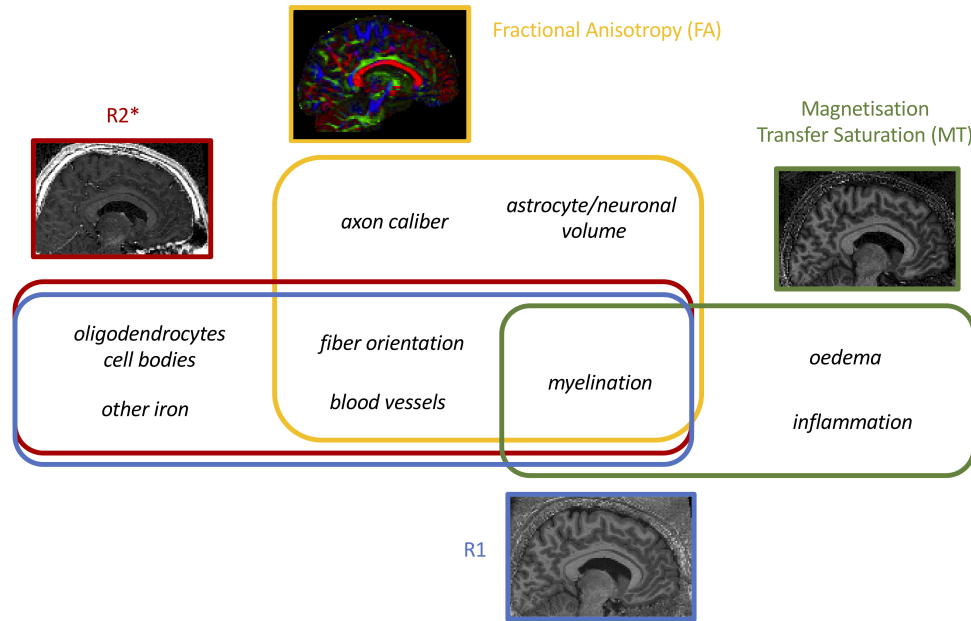 Fractional Anisotropy (FA)
R2*
Magnetisation
Transfer Saturation (MT)
axon caliber
astrocyte/neuronal
volume
oligodendrocytes
cell bodies
fiber orientation
oedema
myelination
other iron
blood vessels
inflammation
R1